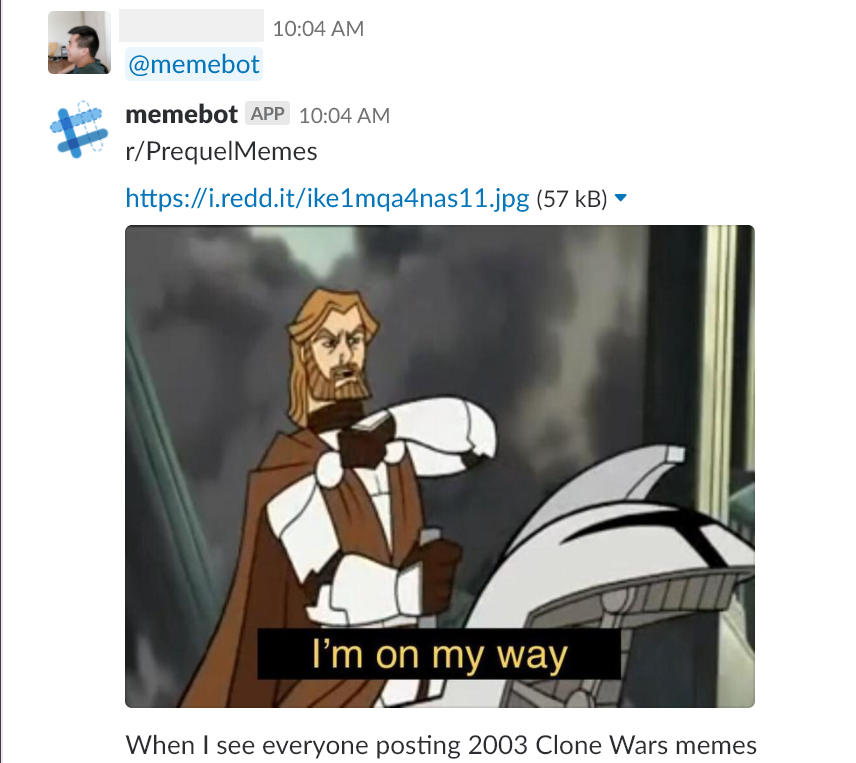 10:04 AM
@memebot
memebot APP 10:04 AM
r/PrequelMemes
https://i.redd.it/ike1mqa4nas11.jpg (57 kB)
I'm on my way
When I see everyone posting 2003 Clone Wars memes